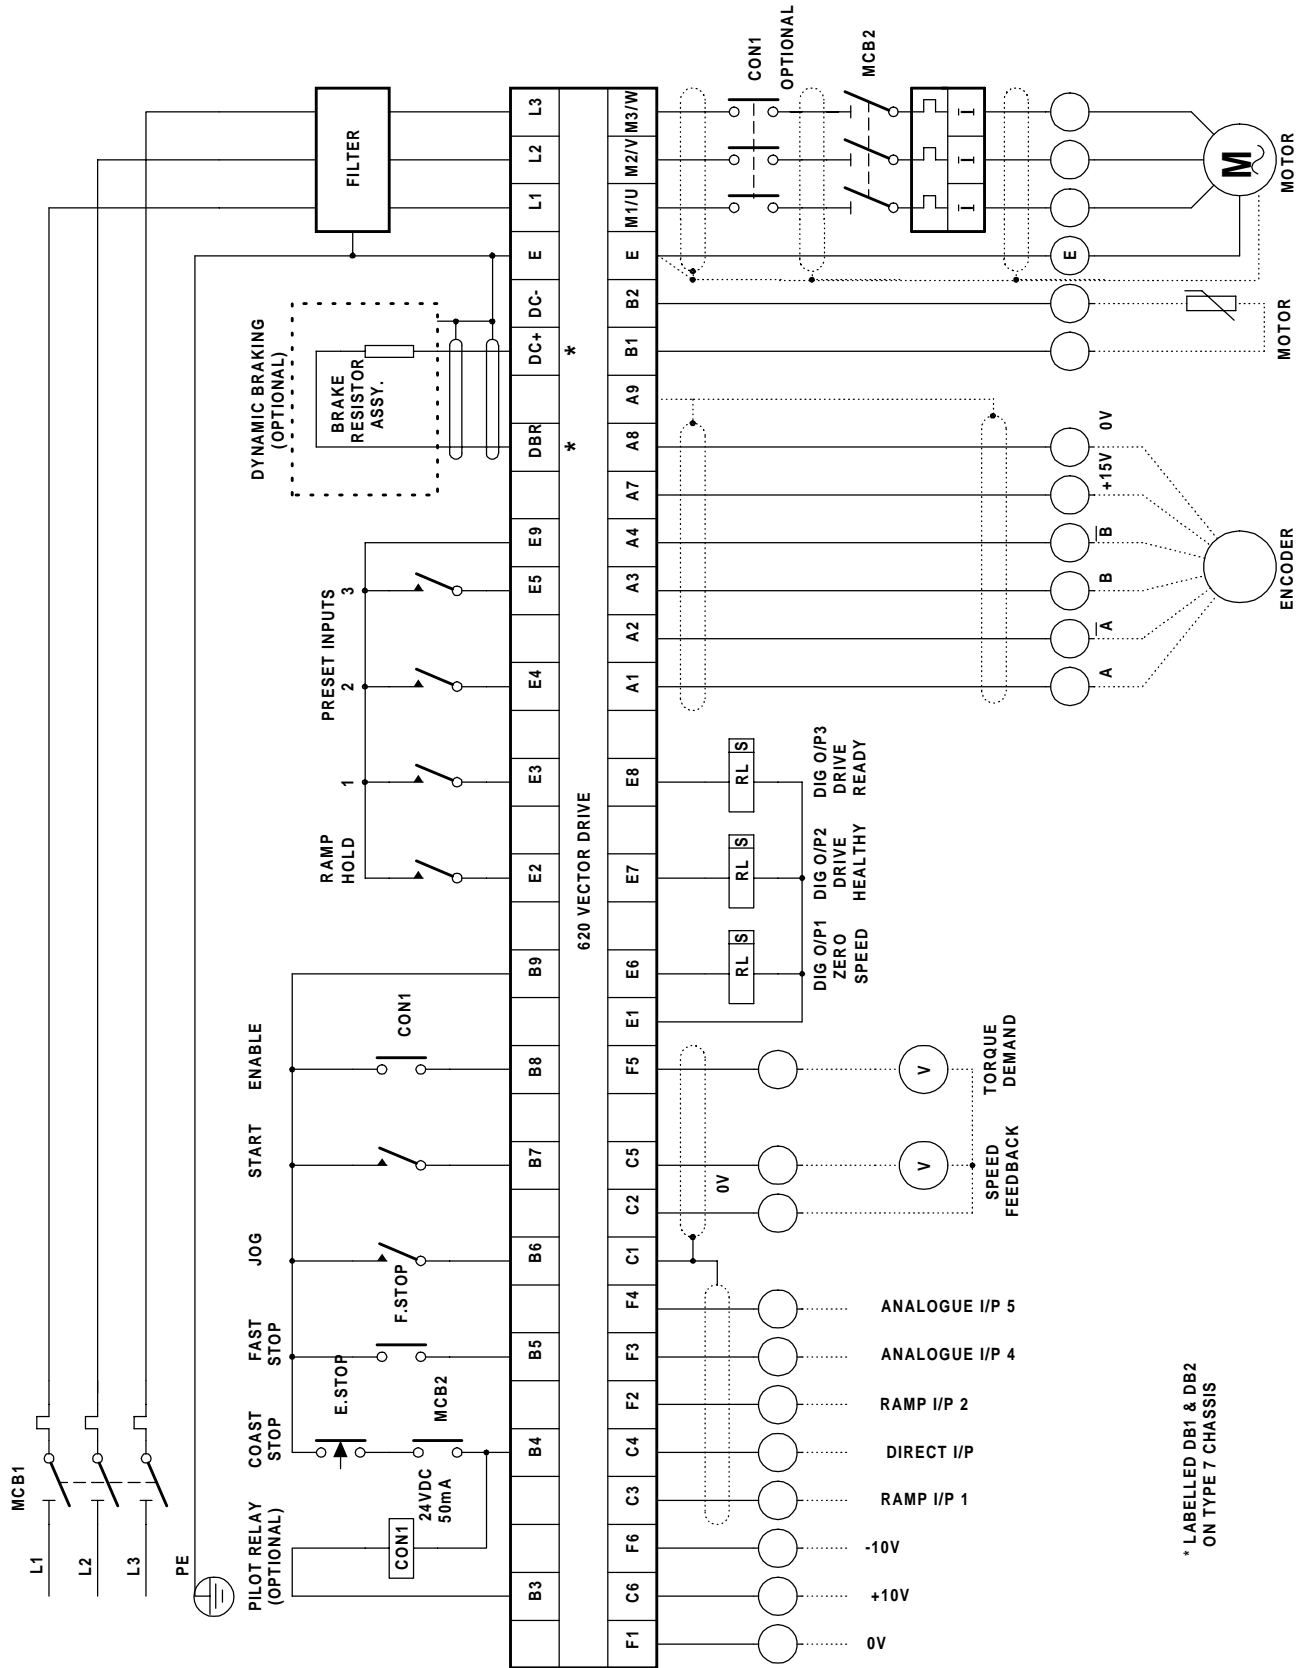 MCB1
L1
L2
L3
PE
FILTER
DYNAMIC BRAKING
(OPTIONAL)
BRAKE
RESISTOR
ASSY.
PRESET INPUTS
1
2
3
RAMP
HOLD
ENABLE
CON1
START
JOG
FAST
STOP
F.STOP
COAST
STOP
E.STOP
MCB2
24VDC
50mA
PILOT RELAY
(OPTIONAL)
CON1
B3
B4
B5
B6
B7
B8
B9
E2
E3
E4
E5
E9
DBR
DC+
DC-
E
L1
L2
L3
*
*
620 VECTOR DRIVE
F1
C6
F6
C3
C4
F2
F3
F4
C1
C2
C5
F5
E1
E6
E7
E8
A1
A2
A3
A4
A7
A8
A9
B1
B2
E
M1/U
M2/V
M3/W
0V
+10V
-10V
RAMP I/P 1
DIRECT I/P
RAMP I/P 2
ANALOGUE I/P 4
ANALOGUE I/P 5
0V
V
V
SPEED
FEEDBACK
TORQUE
DEMAND
RL S
RL S
RL S
DIG O/P1
ZERO
SPEED
DIG O/P2
DRIVE
HEALTHY
DIG O/P3
DRIVE
READY
A
A̅
B
B̅
+15V
0V
ENCODER
MOTOR
E
CON1
OPTIONAL
MCB2
I
I
I
M
MOTOR
* LABELLED DB1 & DB2
ON TYPE 7 CHASSIS